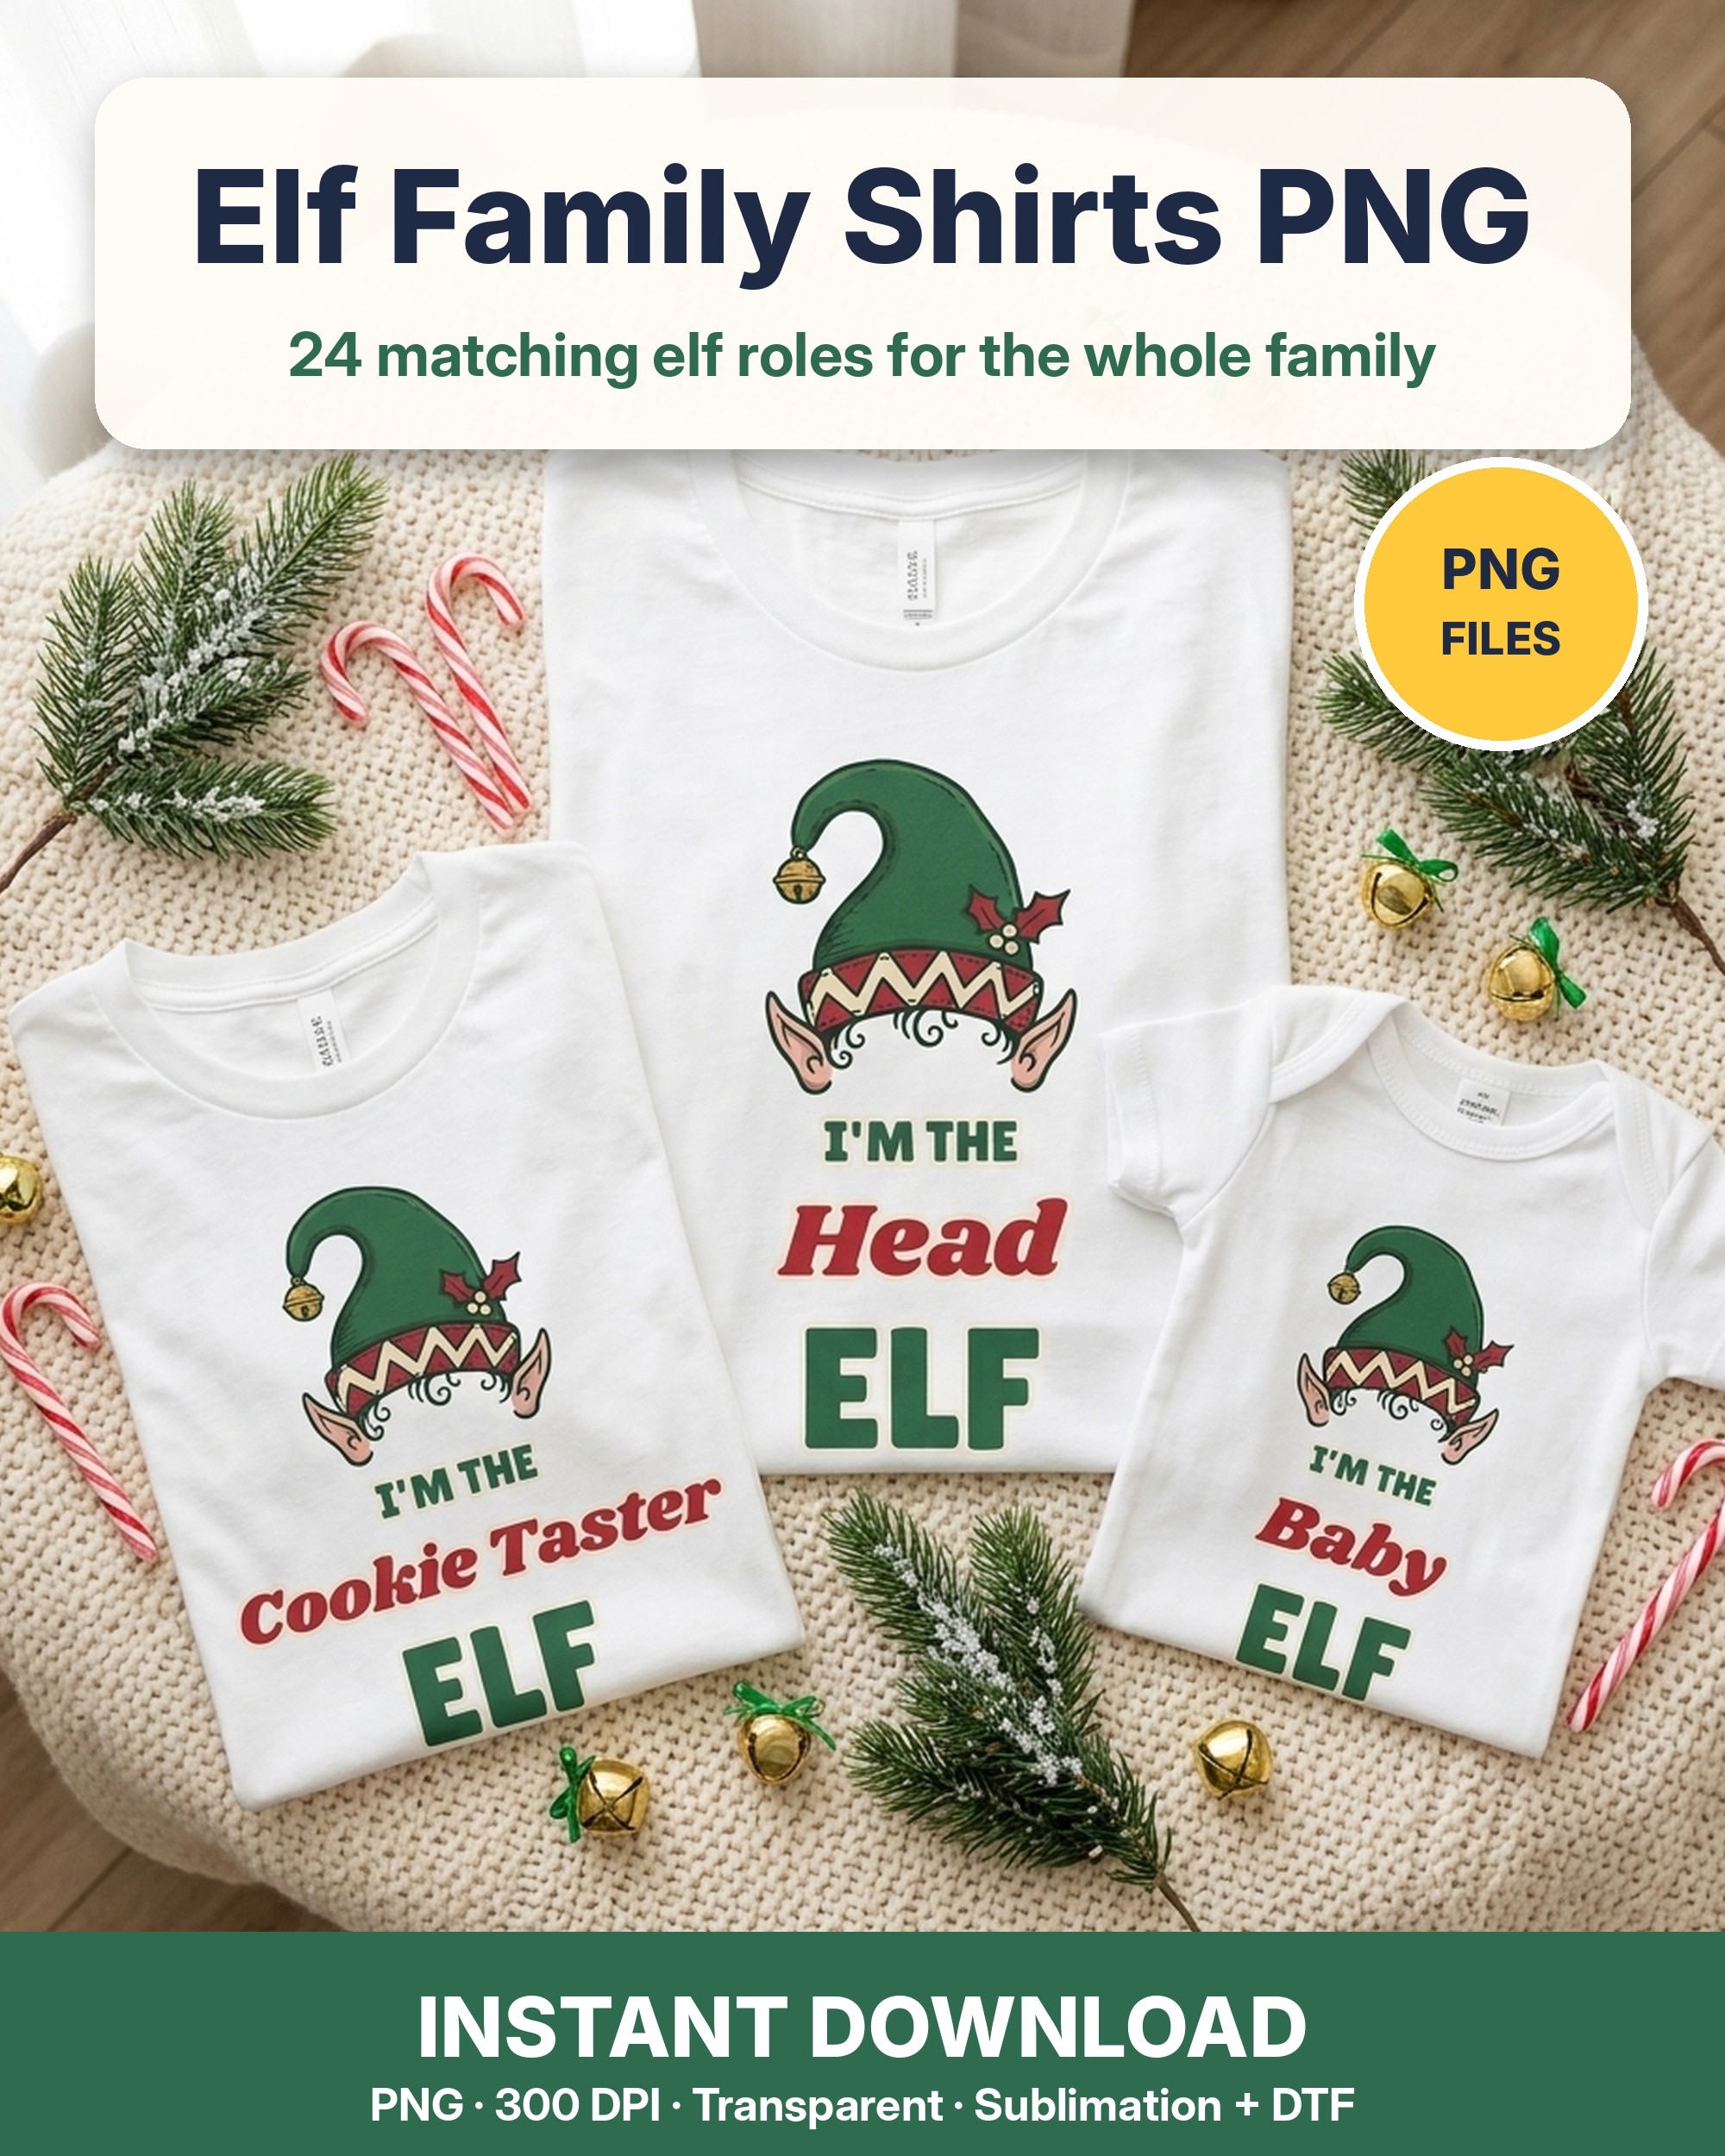 Elf Family Shirts PNG
24 matching elf roles for the whole family
PNG
FILES
I'M THE
Head
ELF
I'M THE
Cookie Taster
ELF
I'M THE
Baby
ELF
INSTANT DOWNLOAD
PNG · 300 DPI · Transparent · Sublimation + DTF